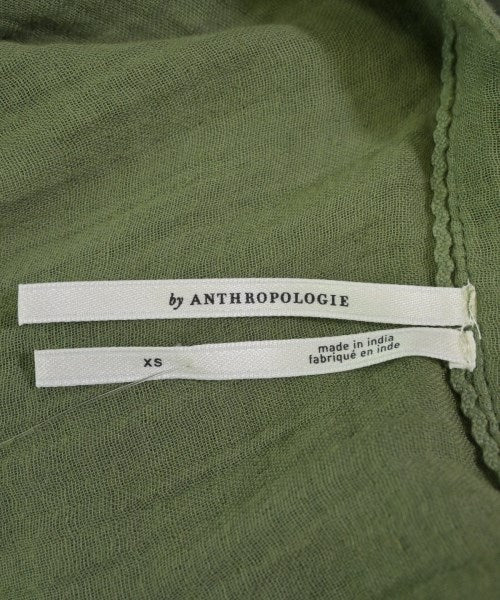 by ANTHROPOLOGIE
XS
made in india
fabriqué en inde